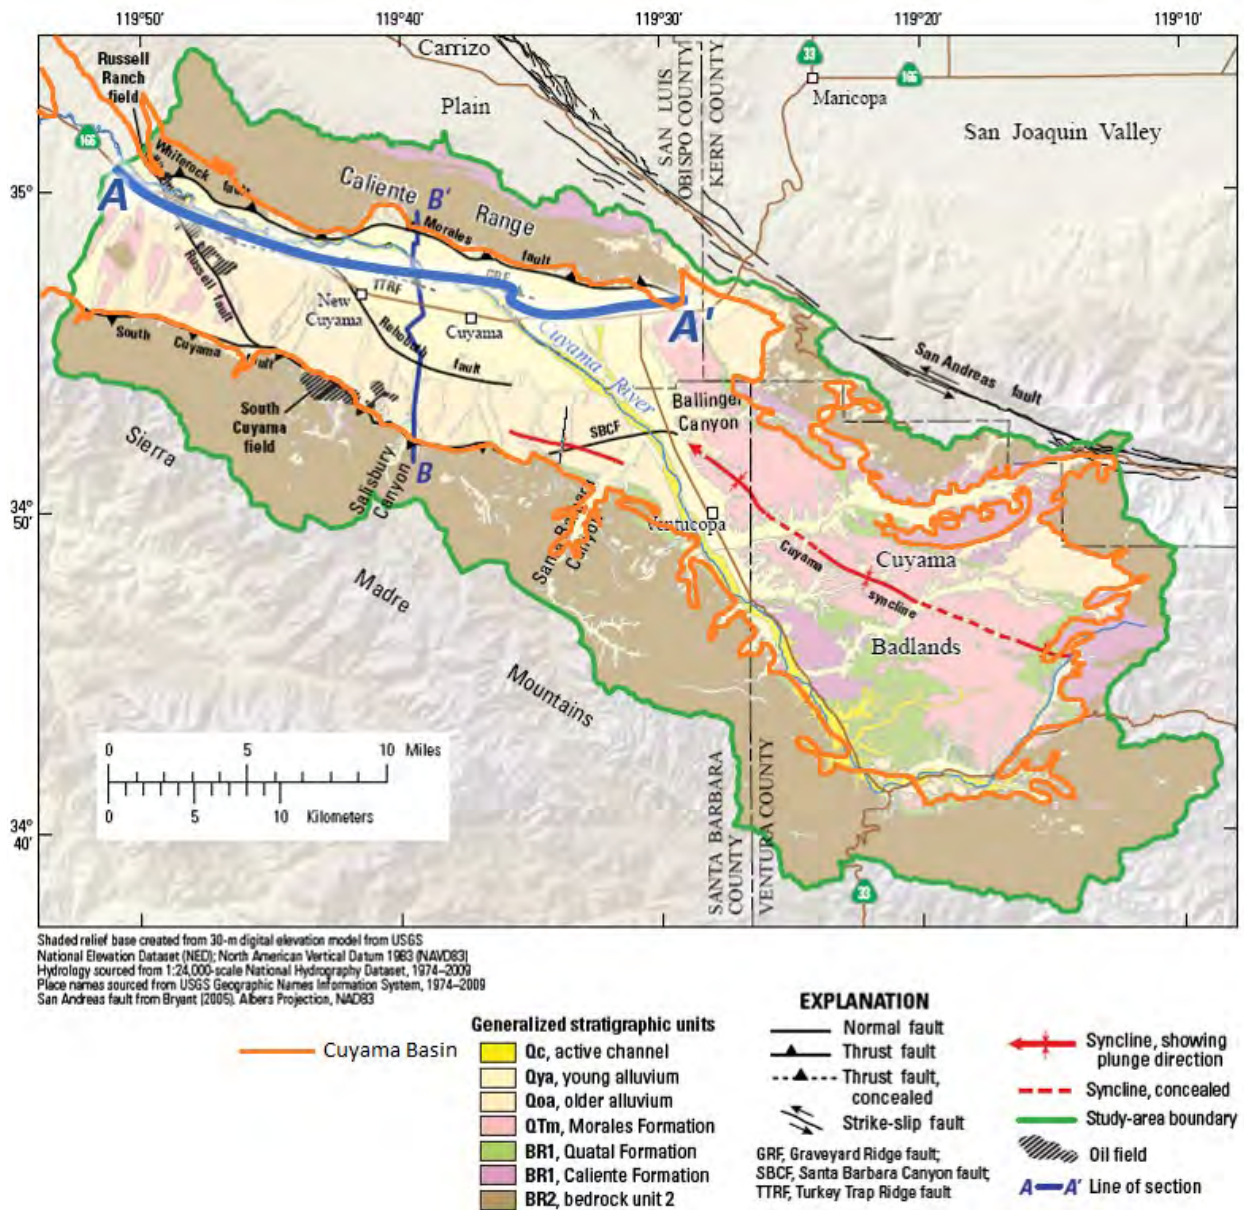 119°50'
119°40'
119°30'
119°20'
119°10'
Russell
Ranch
field
Carrizo
Plain
33
166
Maricopa
San Joaquin Valley
SAN LUIS
OBISPO COUNTY
KERN COUNTY
166
35°
Whiterock fault
A
Caliente Range
B'
Morales fault
Russell fault
GRF
TTRF
New
Cuyama
Cuyama
Rehoboth fault
A'
Cuyama River
San Andreas fault
South Cuyama fault
South
Cuyama
field
Ballinger
Canyon
SBCF
Sierra
Salisbury
Canyon
B
34°
50'
Santa Barbara
Canyon
Ventucopa
Cuyama syncline
Cuyama
Badlands
Madre
Mountains
0 5 10 Miles
0 5 10 Kilometers
34°
40'
SANTA BARBARA
COUNTY
VENTURA COUNTY
33
Shaded relief base created from 30-m digital elevation model from USGS
National Elevation Dataset (NED); North American Vertical Datum 1983 (NAVD83)
Hydrology sourced from 1:24,000-scale National Hydrography Dataset, 1974–2009
Place names sourced from USGS Geographic Names Information System, 1974–2009
San Andreas fault from Bryant (2005). Albers Projection, NAD83
Cuyama Basin
Generalized stratigraphic units
Qc, active channel
Qya, young alluvium
Qoa, older alluvium
QTm, Morales Formation
BR1, Quatal Formation
BR1, Caliente Formation
BR2, bedrock unit 2
EXPLANATION
Normal fault
Thrust fault
Thrust fault,
concealed
Strike-slip fault
GRF, Graveyard Ridge fault;
SBCF, Santa Barbara Canyon fault;
TTRF, Turkey Trap Ridge fault
Syncline, showing
plunge direction
Syncline, concealed
Study-area boundary
Oil field
A A' Line of section